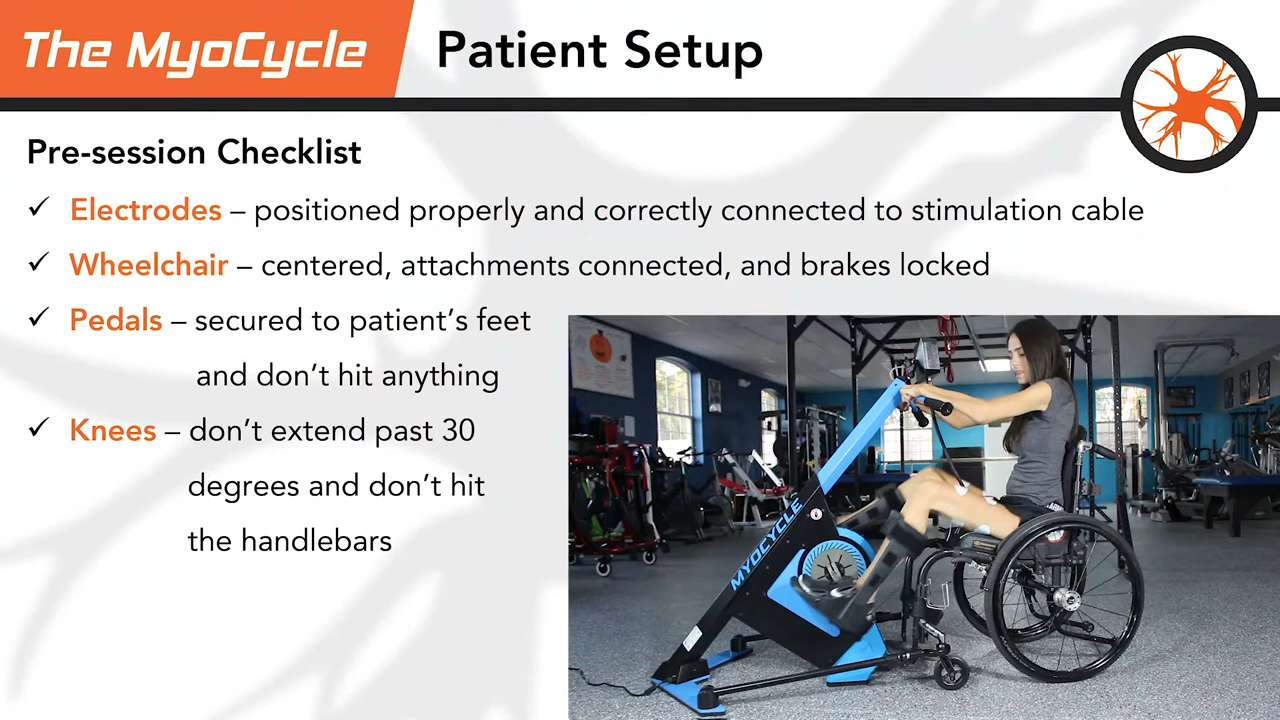 The MyoCycle
Patient Setup
Pre-session Checklist
✓ Electrodes – positioned properly and correctly connected to stimulation cable
✓ Wheelchair – centered, attachments connected, and brakes locked
✓ Pedals – secured to patient’s feet
and don’t hit anything
✓ Knees – don’t extend past 30
degrees and don’t hit
the handlebars
MYOCYCLE